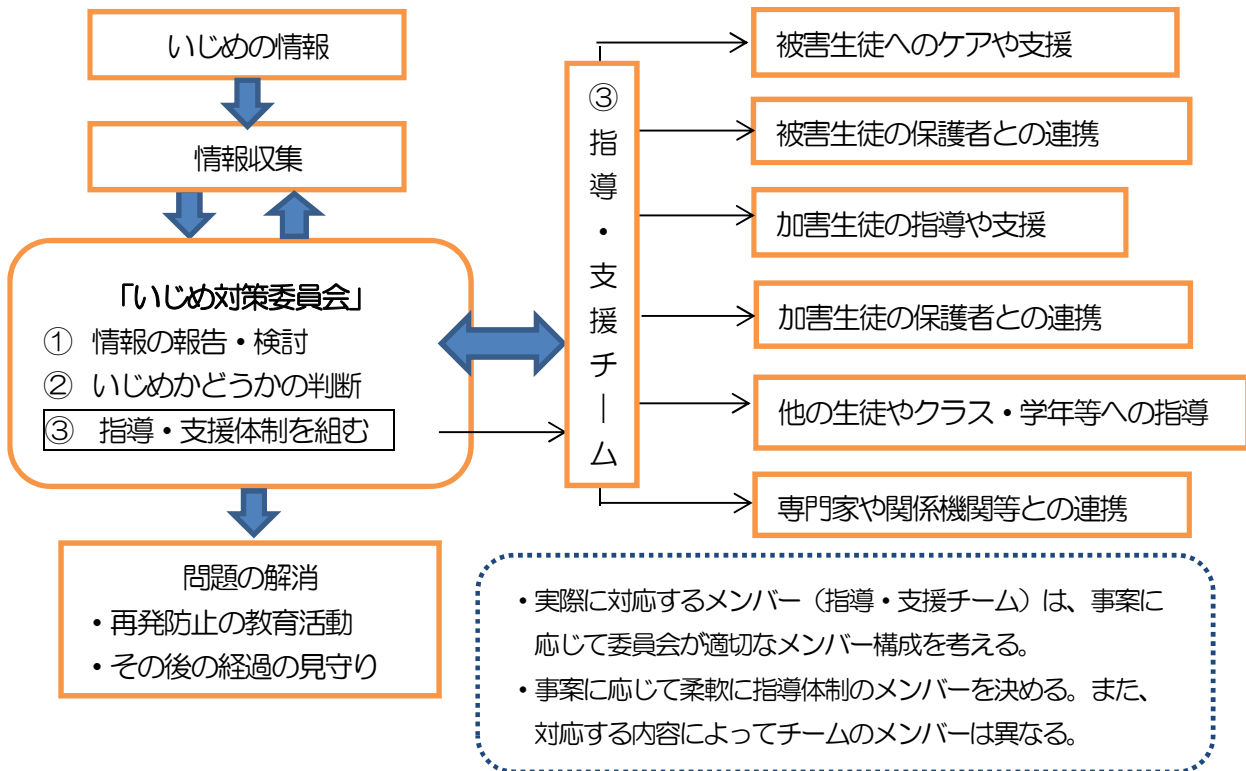 いじめの情報
情報収集
「いじめ対策委員会」
① 情報の報告・検討
② いじめかどうかの判断
③ 指導・支援体制を組む
問題の解消
・再発防止の教育活動
・その後の経過の見守り
③指導・支援チーム
被害生徒へのケアや支援
被害生徒の保護者との連携
加害生徒の指導や支援
加害生徒の保護者との連携
他の生徒やクラス・学年等への指導
専門家や関係機関等との連携
・実際に対応するメンバー（指導・支援チーム）は、事案に
応じて委員会が適切なメンバー構成を考える。
・事案に応じて柔軟に指導体制のメンバーを決める。また、
対応する内容によってチームのメンバーは異なる。